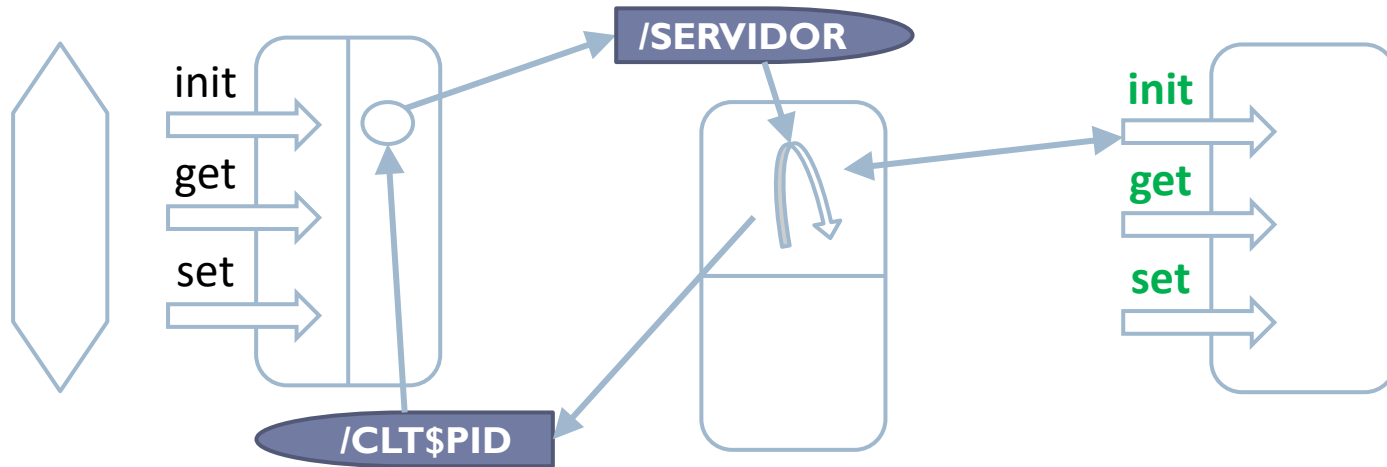 /SERVIDOR
init
get
set
init
get
set
/CLT$PID